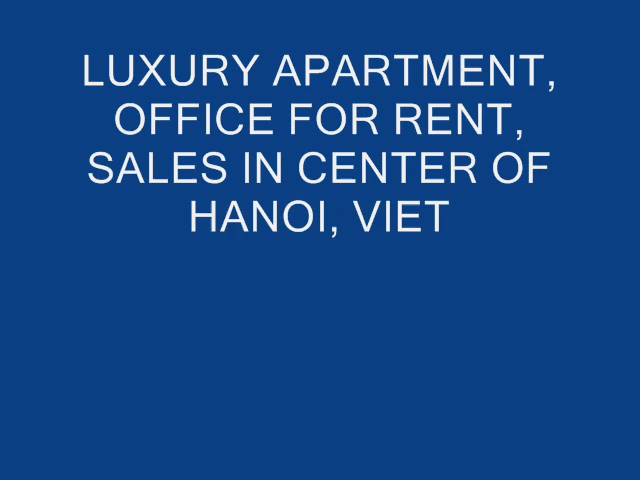 LUXURY APARTMENT,
OFFICE FOR RENT,
SALES IN CENTER OF
HANOI, VIET